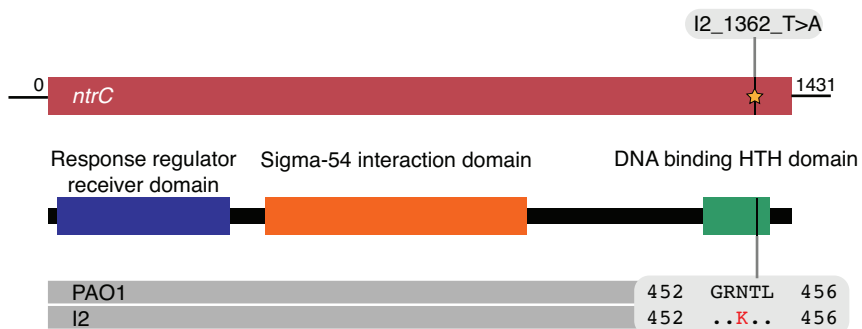 I2_1362_T>A
0 ntrC 1431
Response regulator receiver domain
Sigma-54 interaction domain
DNA binding HTH domain
PAO1 452 GRNTL 456
I2 452 ..K.. 456